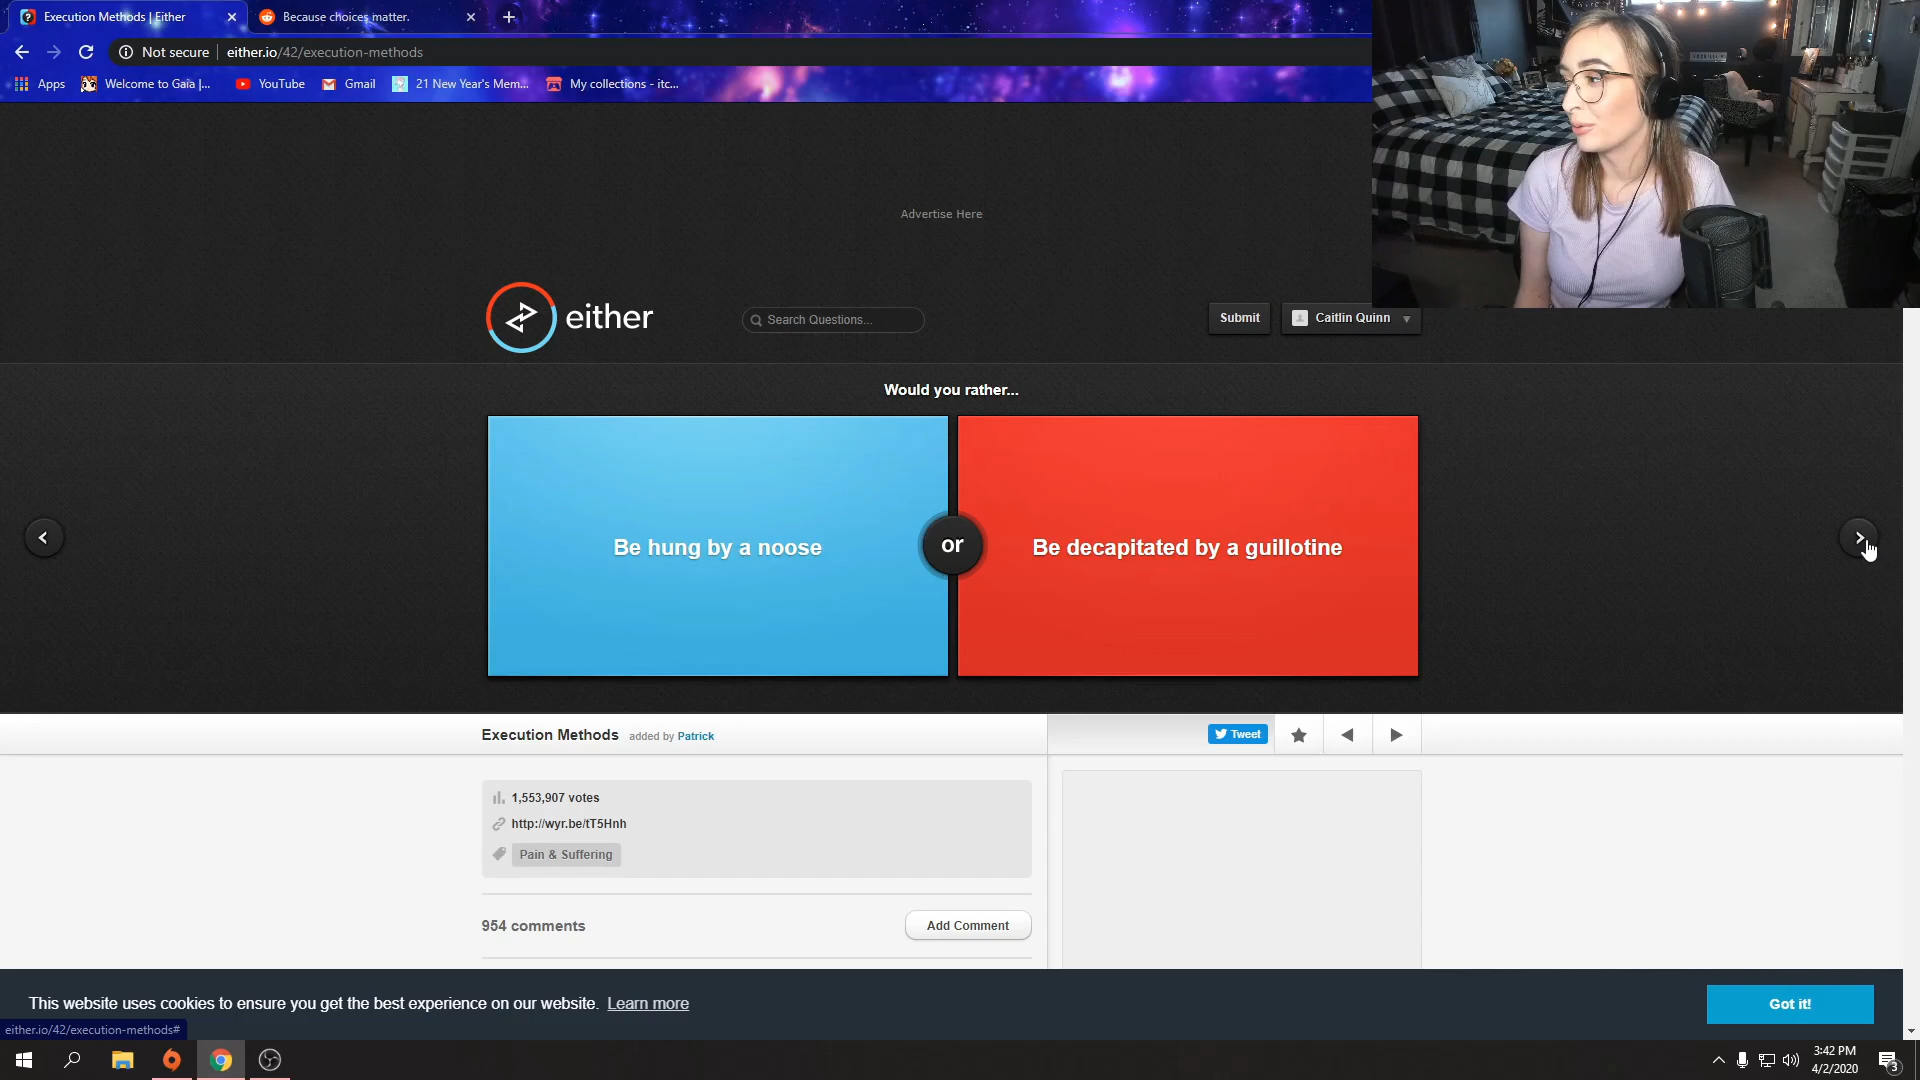 Execution Methods | Either
Because choices matter.
Not secure
either.io/42/execution-methods
Apps
Welcome to Gaia |...
YouTube
Gmail
21 New Year's Mem...
My collections - itc...
Advertise Here
either
Search Questions...
Submit
Caitlin Quinn
Would you rather...
Be hung by a noose
or
Be decapitated by a guillotine
Execution Methods added by Patrick
Tweet
1,553,907 votes
http://wyr.be/tT5Hnh
Pain & Suffering
954 comments
Add Comment
This website uses cookies to ensure you get the best experience on our website. Learn more
Got it!
either.io/42/execution-methods#
3:42 PM
4/2/2020
3